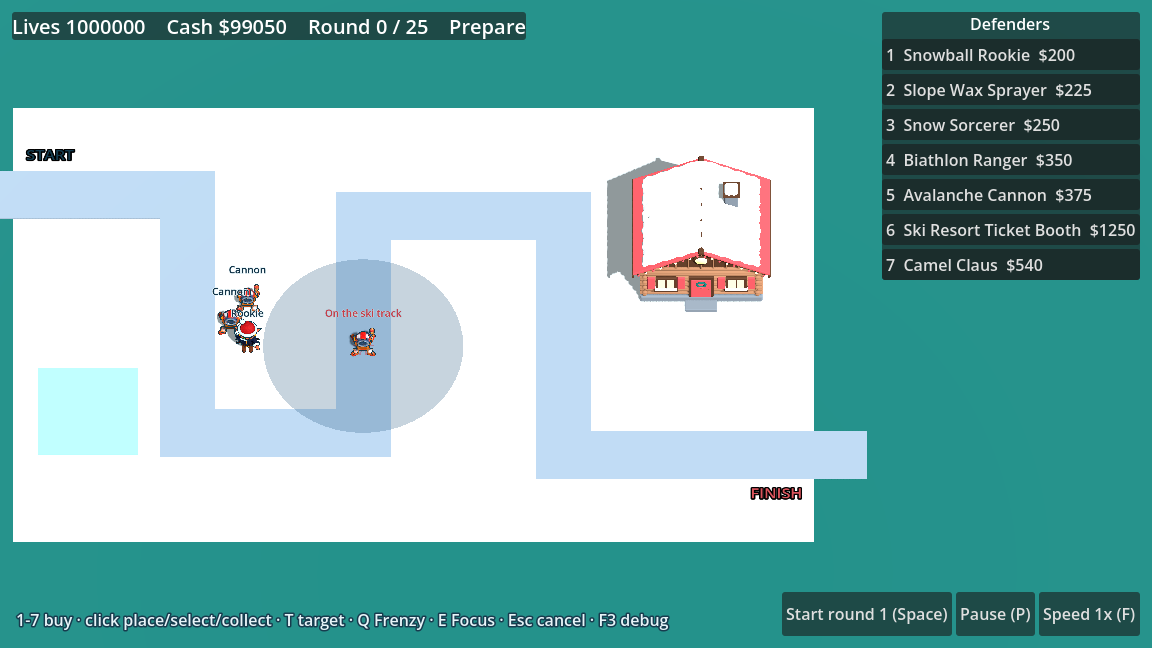 Lives 1000000 Cash $99050 Round 0 / 25 Prepare
Defenders
1 Snowball Rookie $200
2 Slope Wax Sprayer $225
3 Snow Sorcerer $250
4 Biathlon Ranger $350
5 Avalanche Cannon $375
6 Ski Resort Ticket Booth $1250
7 Camel Claus $540
START
Cannon
Cannon
Rookie
On the ski track
FINISH
1-7 buy · click place/select/collect · T target · Q Frenzy · E Focus · Esc cancel · F3 debug
Start round 1 (Space)
Pause (P)
Speed 1x (F)